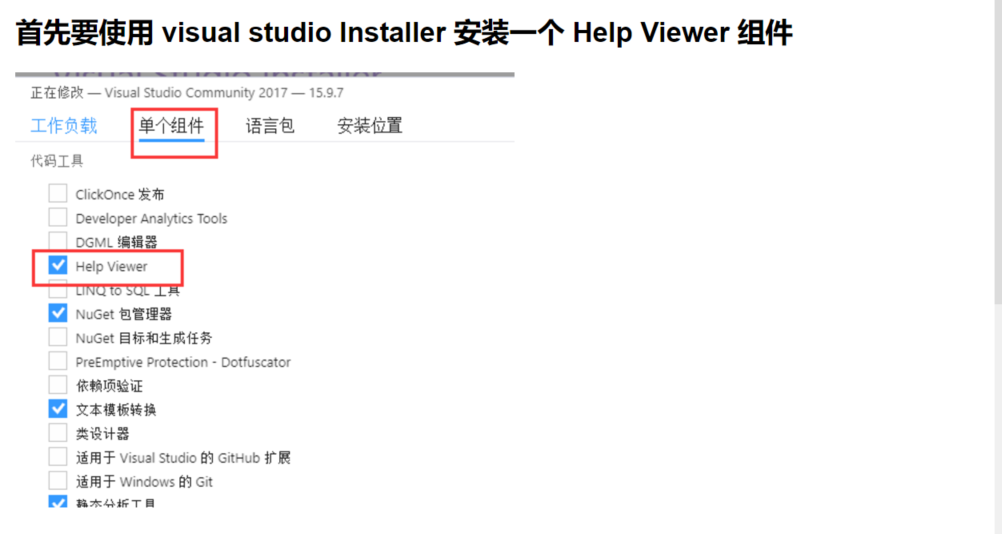 首先要使用 visual studio Installer 安装一个 Help Viewer 组件
Visual Studio Installer
正在修改 — Visual Studio Community 2017 — 15.9.7
工作负载 单个组件 语言包 安装位置
代码工具
ClickOnce 发布
Developer Analytics Tools
DGML 编辑器
Help Viewer
LINQ to SQL 工具
NuGet 包管理器
NuGet 目标和生成任务
PreEmptive Protection - Dotfuscator
依赖项验证
文本模板转换
类设计器
适用于 Visual Studio 的 GitHub 扩展
适用于 Windows 的 Git
静态分析工具